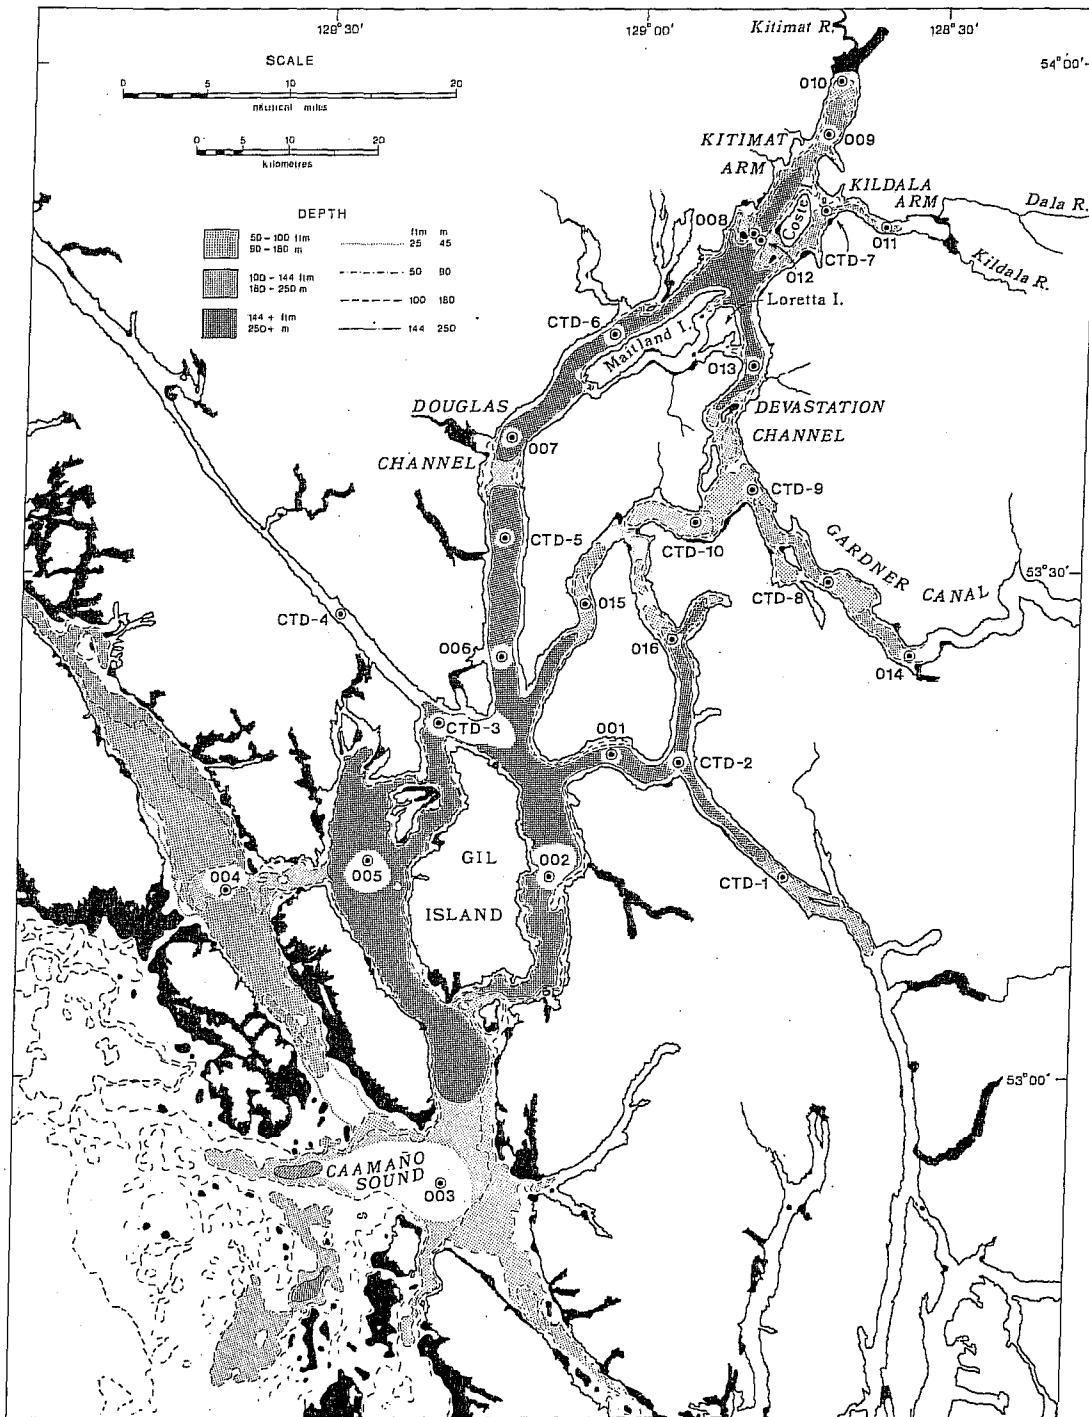 129°30'
129°00'
128°30'
Kitimat R.
54°00'
SCALE
0 5 10 20
nautical miles
0 5 10 20
kilometres
DEPTH
50-100 ftm
90-180 m
100-144 ftm
180-250 m
144 + ftm
250+ m
ftm m
25 45
50 90
100 180
144 250
010
009
KITIMAT
ARM
KILDALA
ARM
Dala R.
008
Coste
011
CTD-7
Kildala R.
012
Loretta I.
CTD-6
Maitland I.
013
DOUGLAS
CHANNEL
007
DEVASTATION
CHANNEL
CTD-9
CTD-5
CTD-10
GARDNER
CANAL
53°30'
CTD-8
015
CTD-4
016
006
014
CTD-3
001
CTD-2
GIL
ISLAND
002
005
004
CTD-1
53°00'
CAAMAÑO
SOUND
003